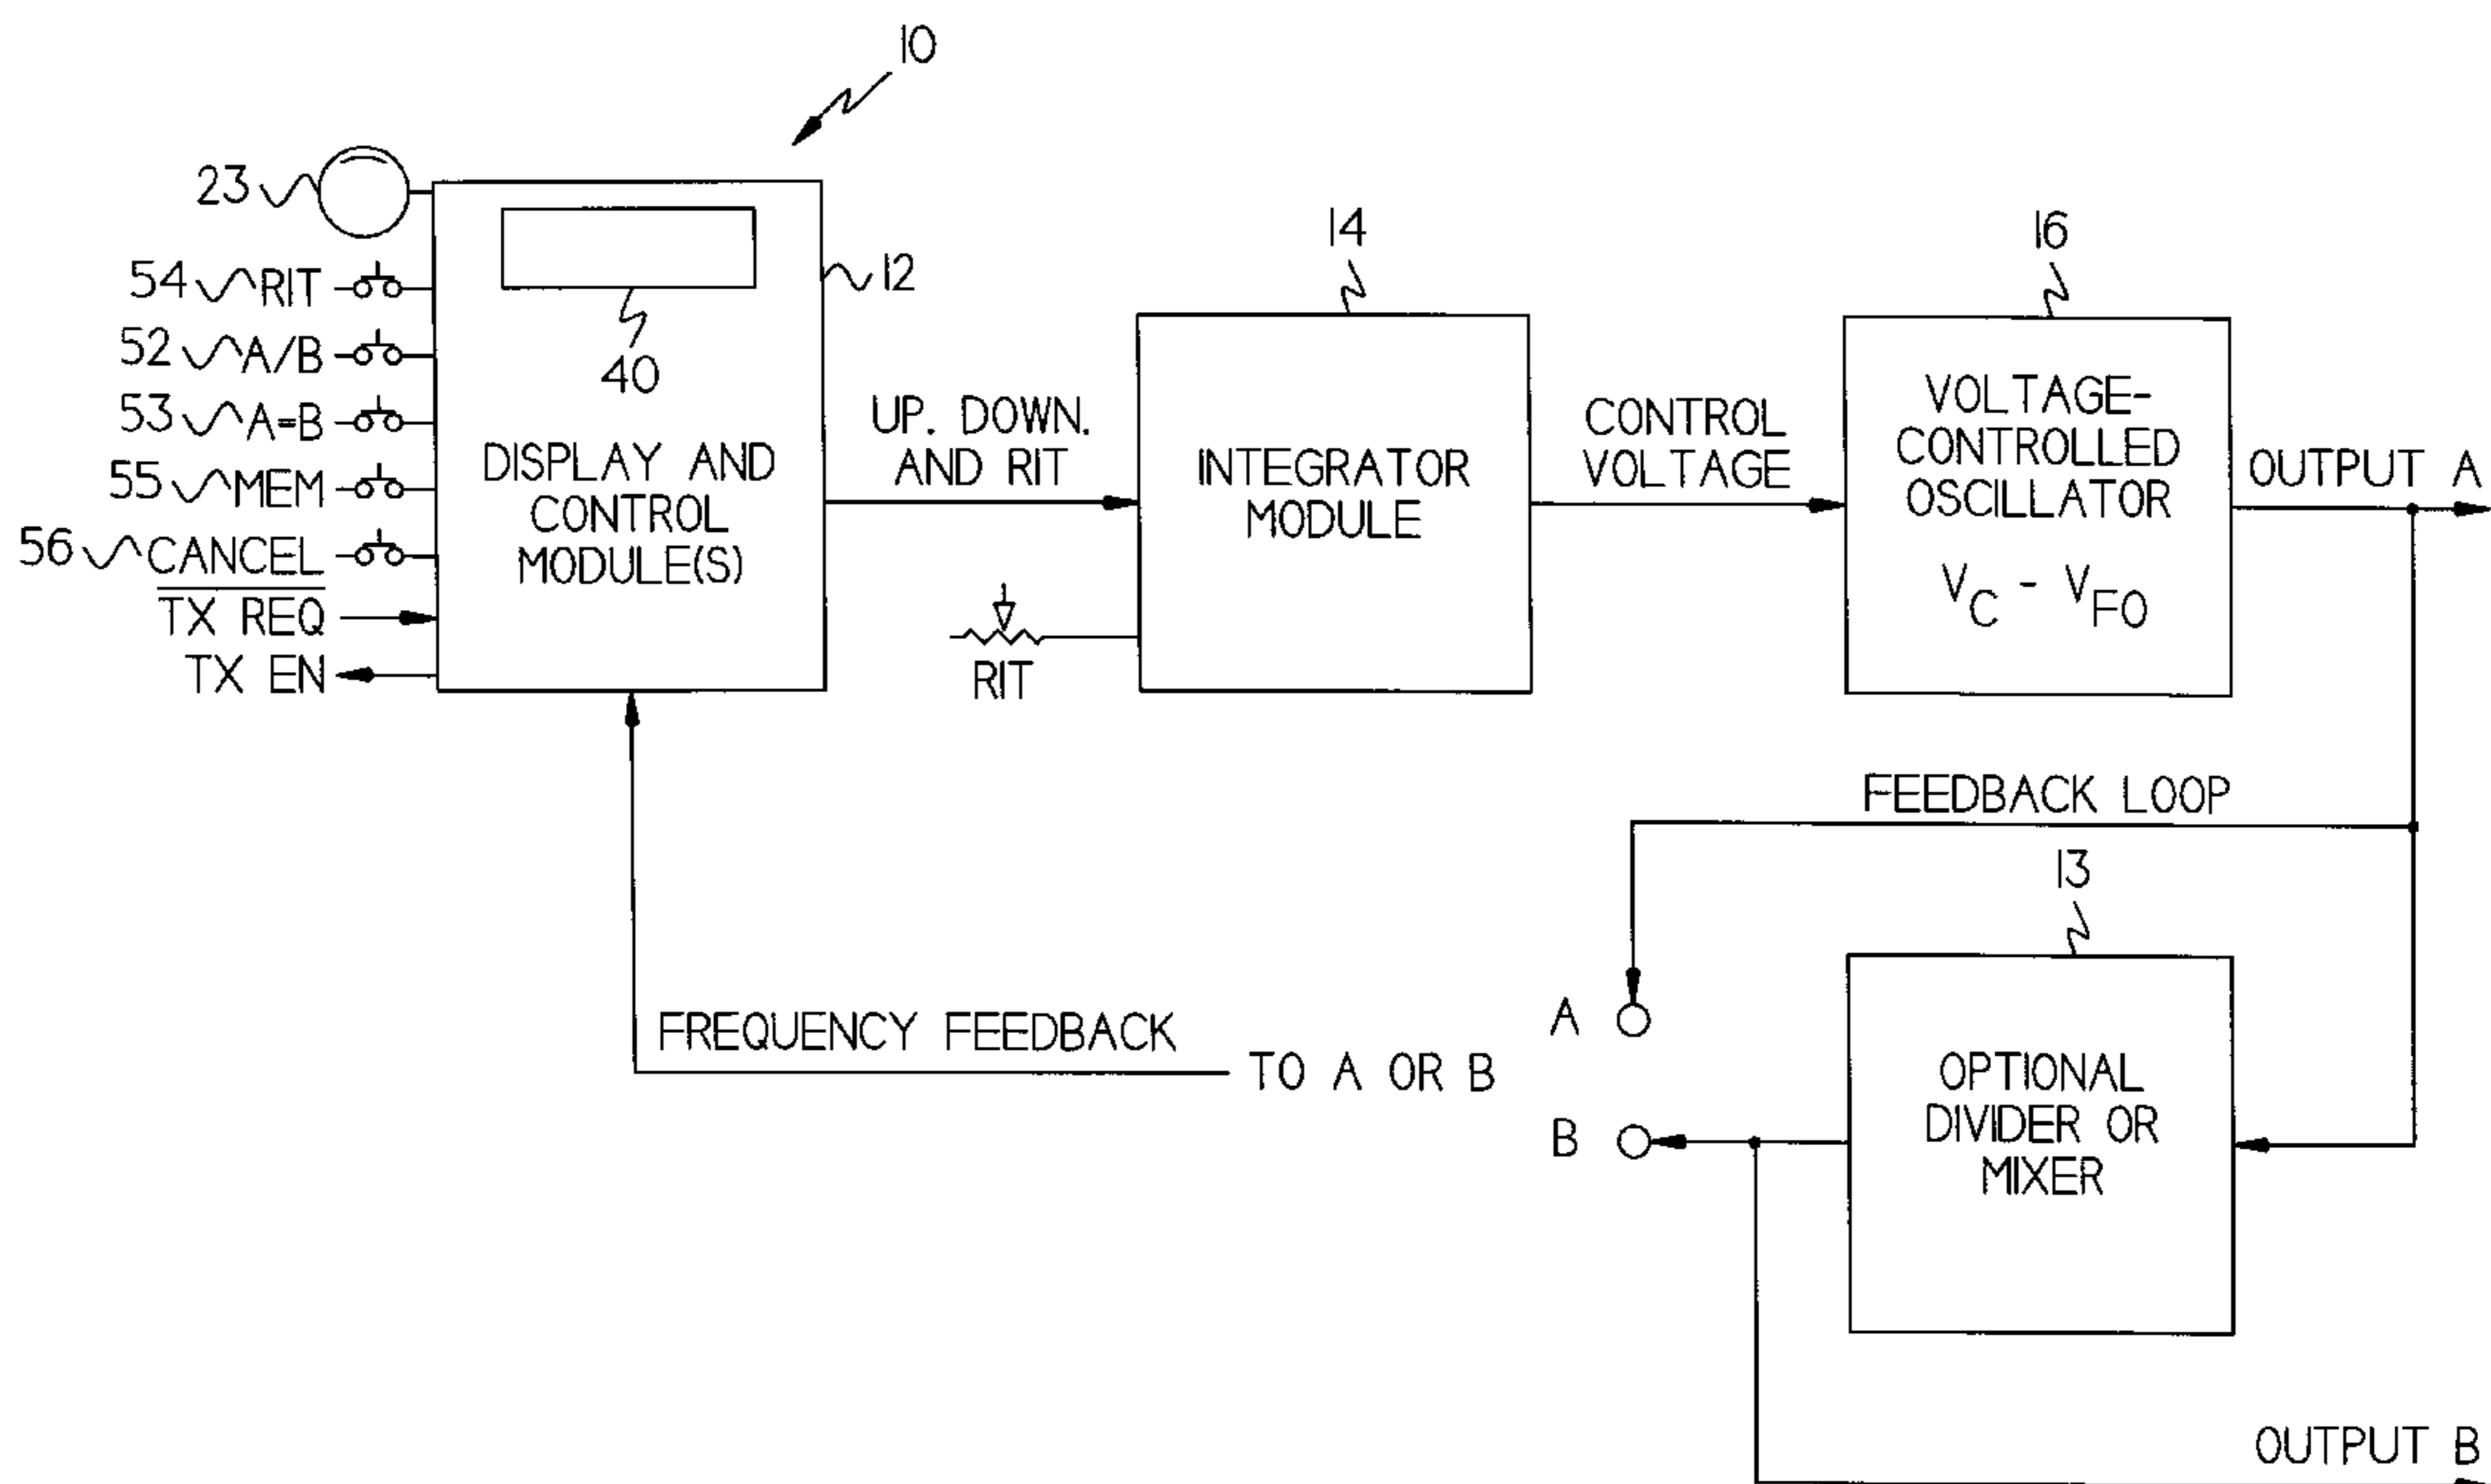 10
23
54 RIT
52 A/B
53 A=B
55 MEM
56 CANCEL
TX REQ
TX EN
40
12
DISPLAY AND
CONTROL
MODULE(S)
UP. DOWN.
AND RIT
14
INTEGRATOR
MODULE
RIT
CONTROL
VOLTAGE
16
VOLTAGE-
CONTROLLED
OSCILLATOR
VC - VFO
OUTPUT A
FEEDBACK LOOP
13
A
B
FREQUENCY FEEDBACK
TO A OR B
OPTIONAL
DIVIDER OR
MIXER
OUTPUT B